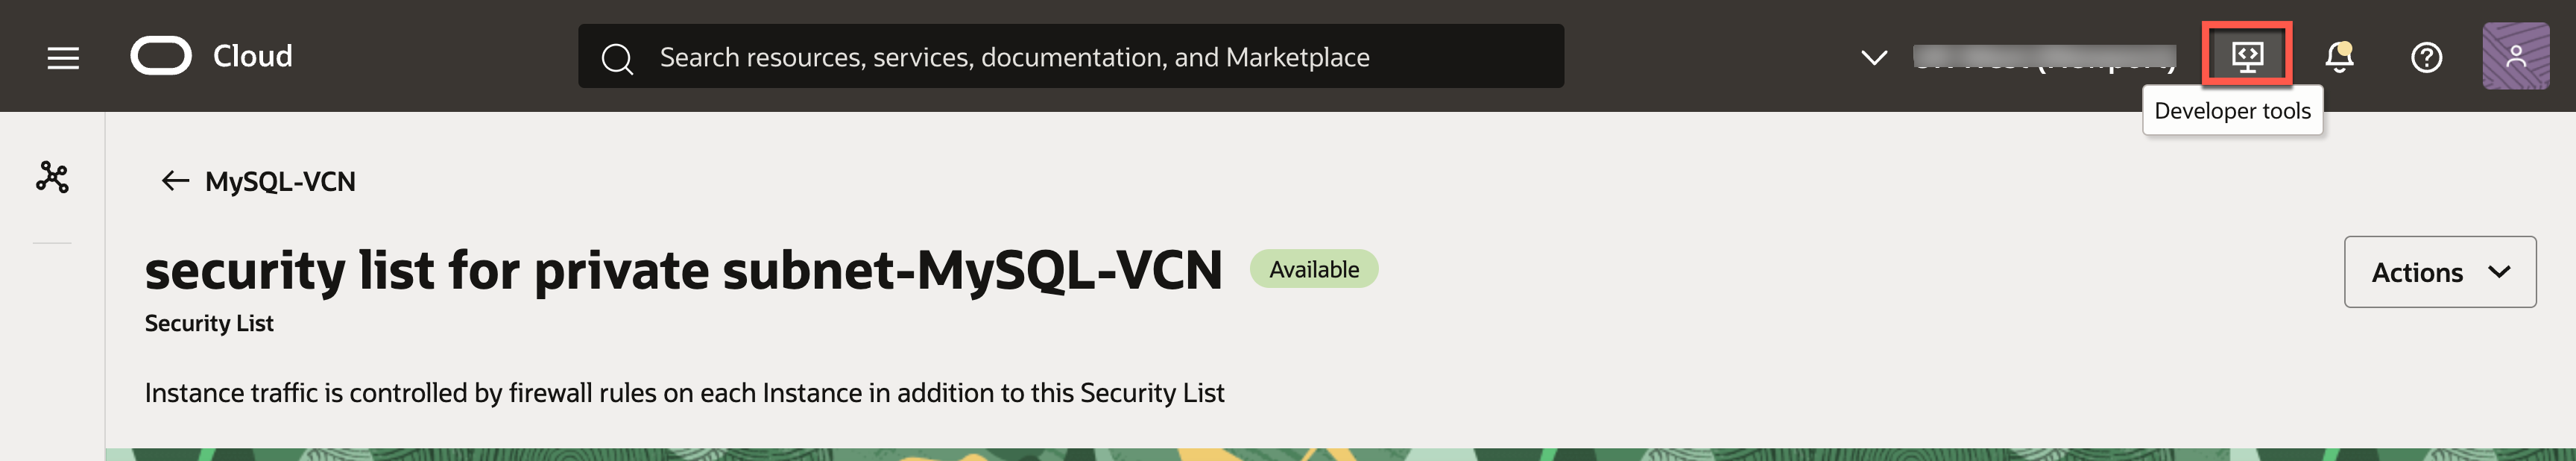 Cloud
Search resources, services, documentation, and Marketplace
Developer tools
MySQL-VCN
security list for private subnet-MySQL-VCN
Available
Actions
Security List
Instance traffic is controlled by firewall rules on each Instance in addition to this Security List